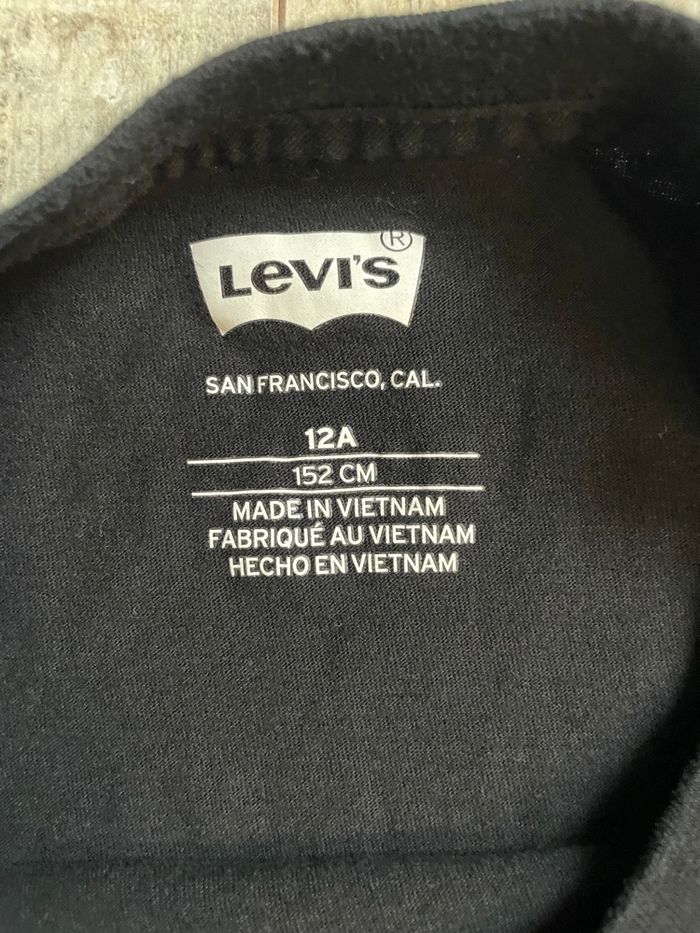 LEVI'S®
SAN FRANCISCO, CAL.
12A
152 CM
MADE IN VIETNAM
FABRIQUÉ AU VIETNAM
HECHO EN VIETNAM